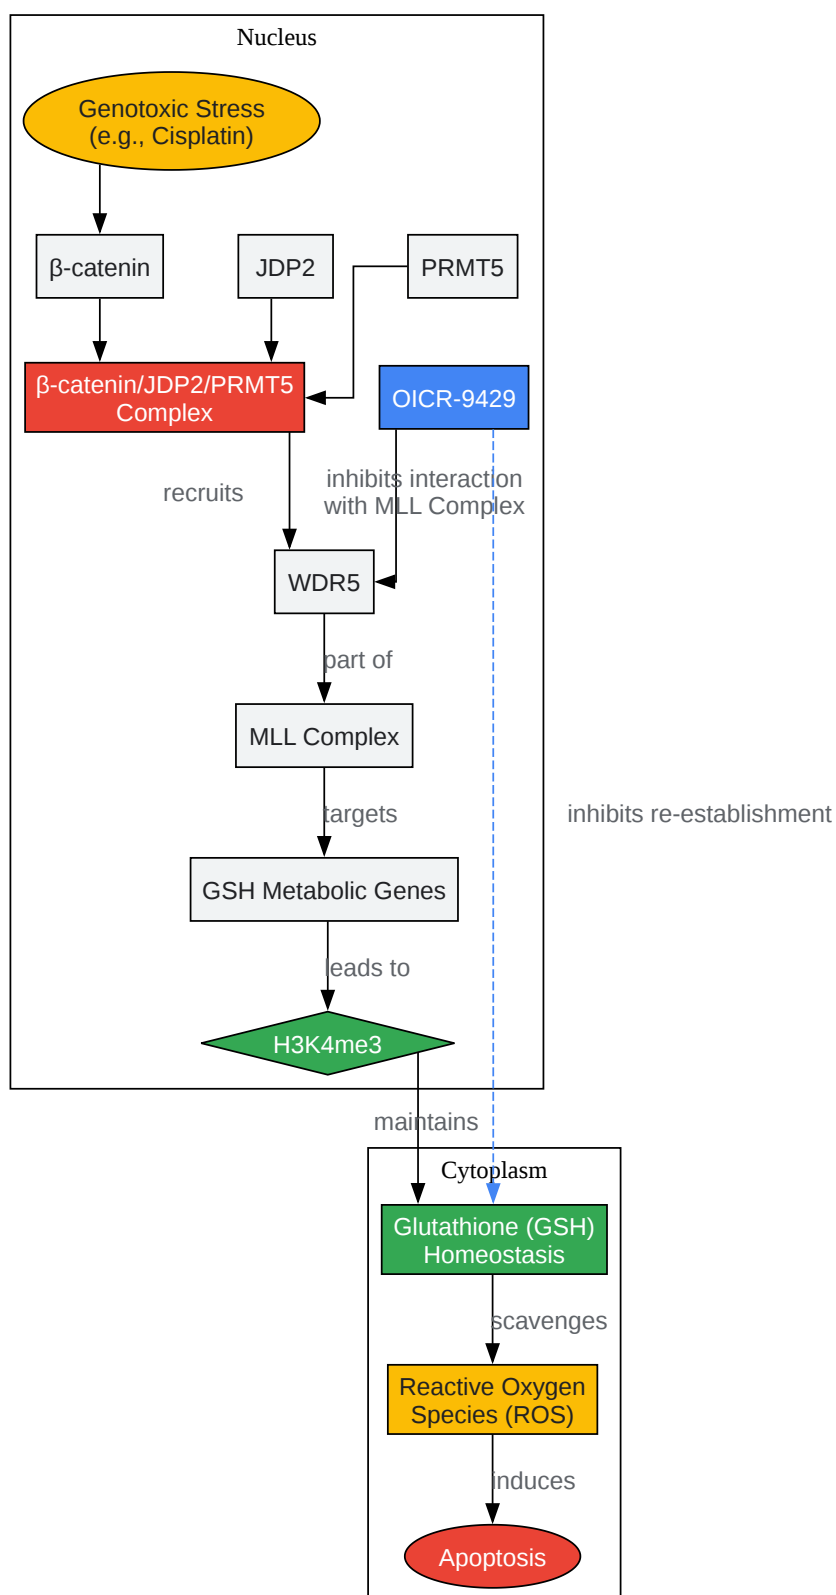 Nucleus
Genotoxic Stress
(e.g., Cisplatin)
β-catenin
JDP2
PRMT5
β-catenin/JDP2/PRMT5
Complex
OICR-9429
recruits
inhibits interaction
with MLL Complex
WDR5
part of
MLL Complex
targets
inhibits re-establishment
GSH Metabolic Genes
leads to
H3K4me3
maintains
Cytoplasm
Glutathione (GSH)
Homeostasis
scavenges
Reactive Oxygen
Species (ROS)
induces
Apoptosis